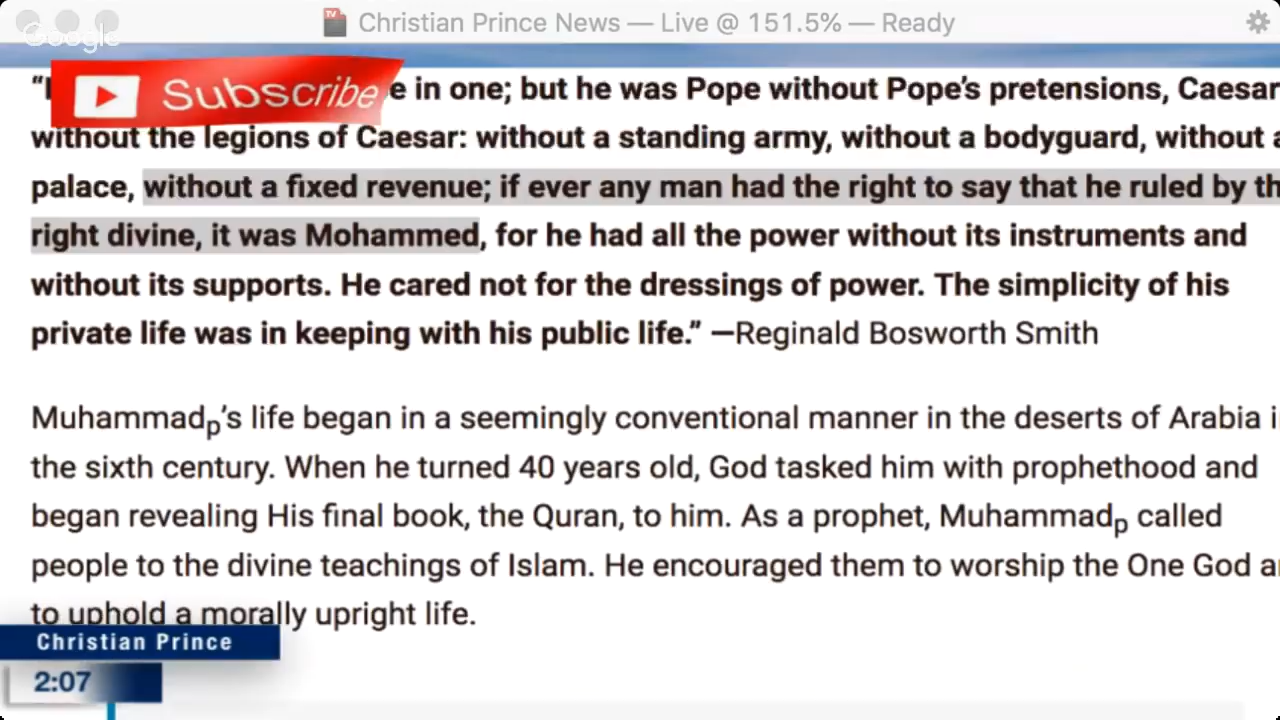 Christian Prince News — Live @ 151.5% — Ready
Google
Subscribe
e in one; but he was Pope without Pope's pretensions, Caesar
without the legions of Caesar: without a standing army, without a bodyguard, without
palace, without a fixed revenue; if ever any man had the right to say that he ruled by
right divine, it was Mohammed, for he had all the power without its instruments and
without its supports. He cared not for the dressings of power. The simplicity of his
private life was in keeping with his public life.” —Reginald Bosworth Smith
Muhammadp’s life began in a seemingly conventional manner in the deserts of Arabia
the sixth century. When he turned 40 years old, God tasked him with prophethood and
began revealing His final book, the Quran, to him. As a prophet, Muhammadp called
people to the divine teachings of Islam. He encouraged them to worship the One God
to uphold a morally upright life.
Christian Prince
2:07